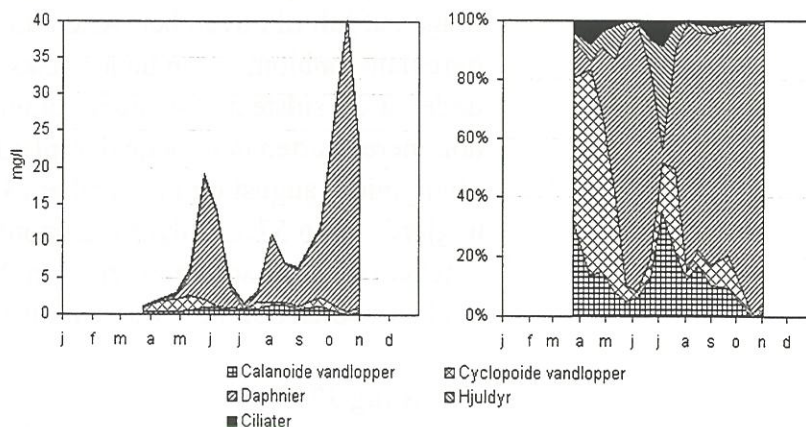 40
35
30
25
20
15
10
5
0
mg/l
j f m a m j j a s o n d
100%
80%
60%
40%
20%
0%
j f m a m j j a s o n d
Calanoide vandlopper
Cyclopoide vandlopper
Daphnier
Hjuldyr
Ciliater